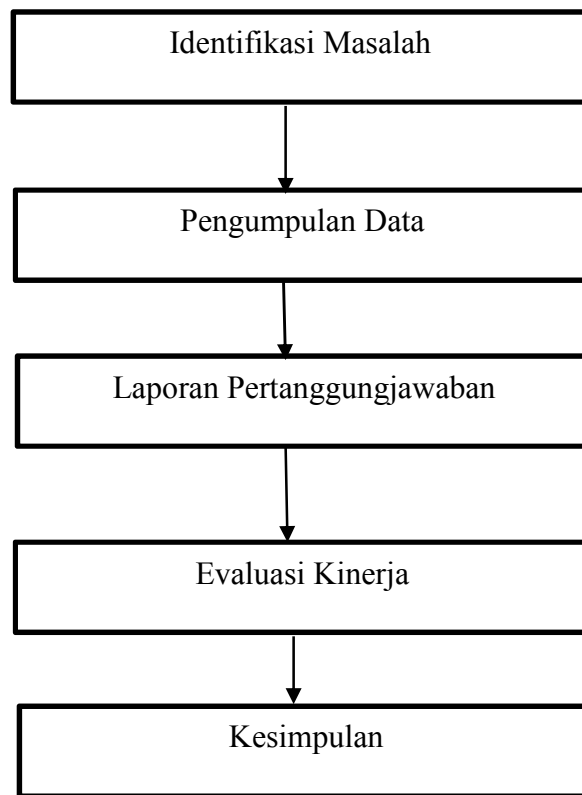 Identifikasi Masalah
Pengumpulan Data
Laporan Pertanggungjawaban
Evaluasi Kinerja
Kesimpulan